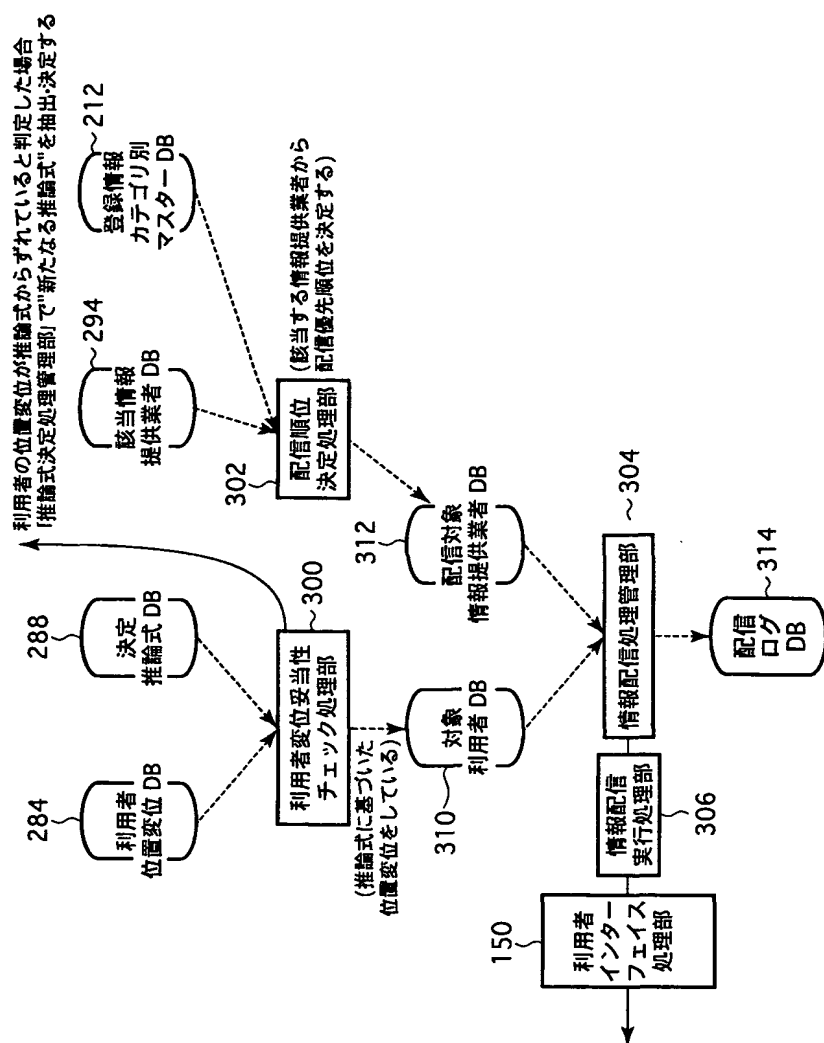 利用者の位置変位が推論式からずれていると判定した場合
「推論式決定処理管理部」で"新たなる推論式"を抽出・決定する
284
利用者
位置変位 DB
288
決定
推論式 DB
294
該当情報
提供業者 DB
212
登録情報
カテゴリ別
マスター DB
300
利用者変位妥当性
チェック処理部
(推論式に基づいた
位置変位をしている)
302
配信順位
決定処理部
(該当する情報提供業者から
配信優先順位を決定する)
310
対象
利用者 DB
312
配信対象
情報提供業者 DB
150
利用者
インター
フェイス
処理部
306
情報配信
実行処理部
情報配信処理管理部
304
314
配信
ログ
DB